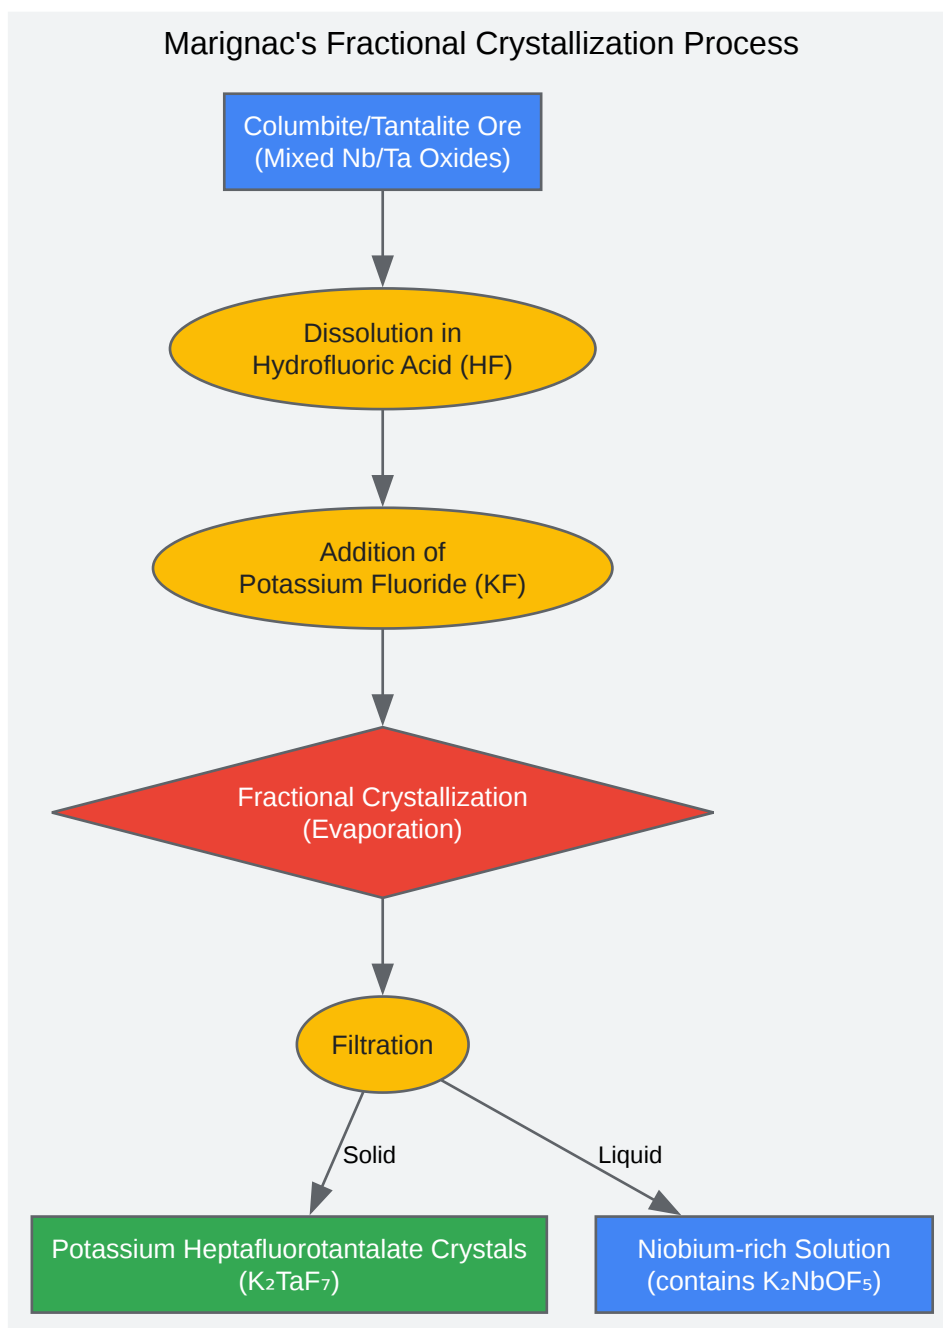 Marignac's Fractional Crystallization Process
Columbite/Tantalite Ore
(Mixed Nb/Ta Oxides)
Dissolution in
Hydrofluoric Acid (HF)
Addition of
Potassium Fluoride (KF)
Fractional Crystallization
(Evaporation)
Filtration
Solid
Liquid
Potassium Heptafluorotantalate Crystals
(K₂TaF₇)
Niobium-rich Solution
(contains K₂NbOF₅)